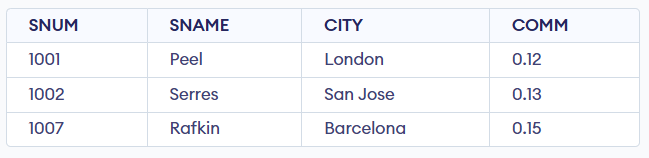 SNUM SNAME CITY COMM
1001 Peel London 0.12
1002 Serres San Jose 0.13
1007 Rafkin Barcelona 0.15